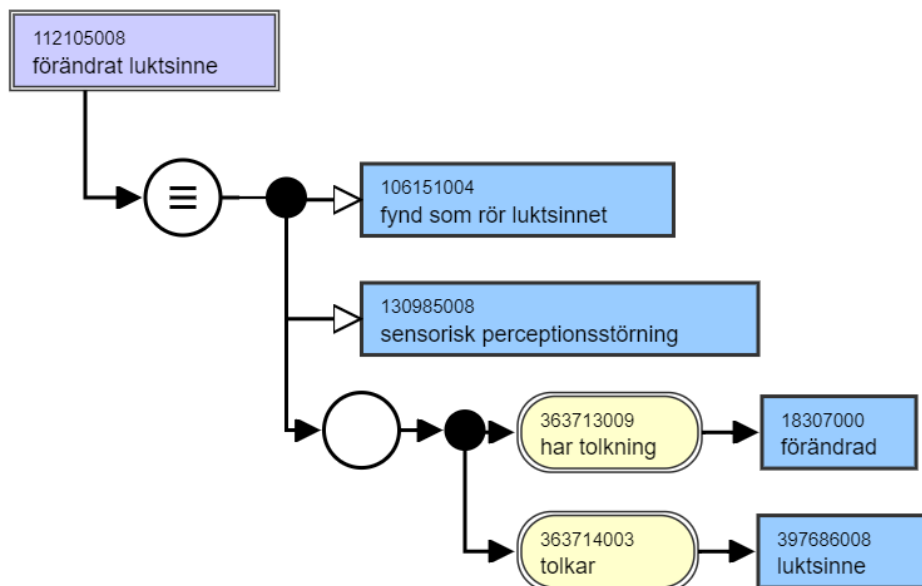 112105008
förändrat luktsinne
106151004
fynd som rör luktsinnet
130985008
sensorisk perceptionsstörning
363713009
har tolkning
18307000
förändrad
363714003
tolkar
397686008
luktsinne